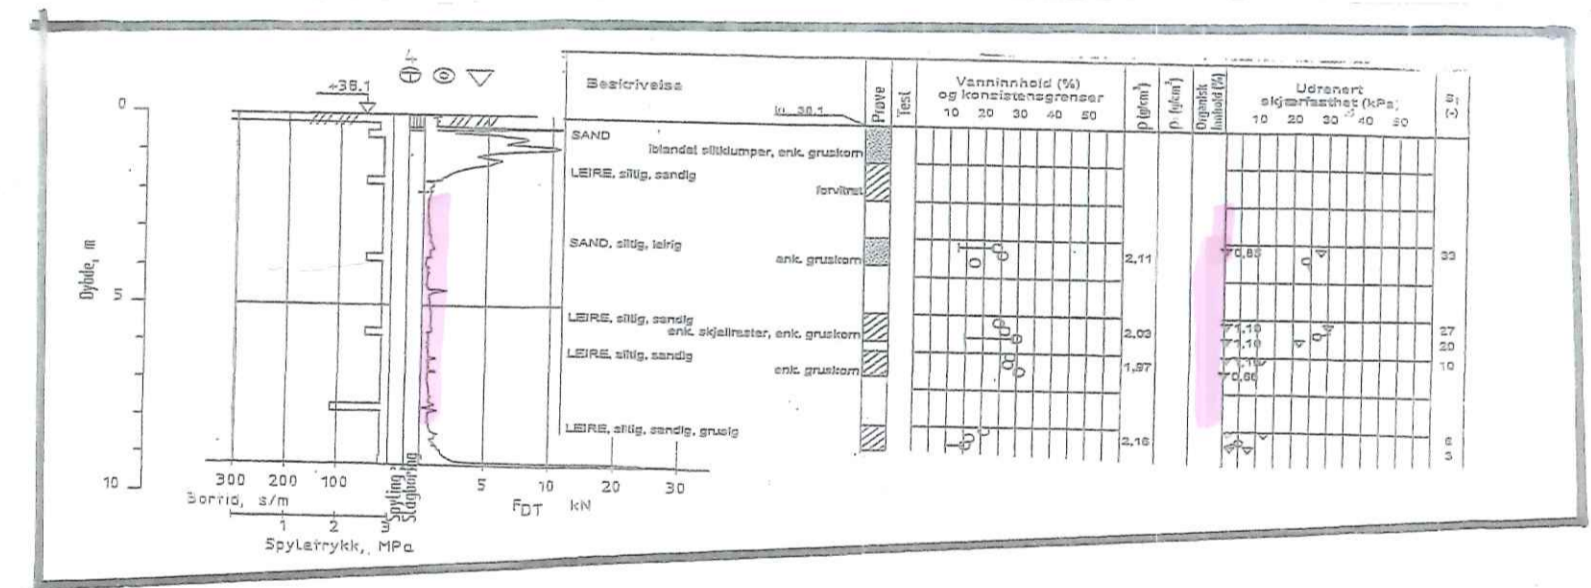 4
+38.1
0
5
10
Dybde, m
300 200 100
Bortid, s/m
1 2 3
Spyletrykk, MPa
Spyling
Slagboring
5 10 20 30
FDT kN
Beskrivelse
SAND
iblandet siltklumper, enk. gruskorn
LEIRE, siltig, sandig
forvitret
SAND, siltig, leirig
enk. gruskorn
LEIRE, siltig, sandig
enk. skjellrester, enk. gruskorn
LEIRE, siltig, sandig
enk. gruskorn
LEIRE, siltig, sandig, grusig
Prøve
Test
Vanninnhold (%)
og konsistensgrenser
10 20 30 40 50
ρ (g/cm³)
2,11
2,03
1,97
2,16
Organisk
innhold (%)
Udrenert
skjærfasthet (kPa)
10 20 30 40 50
0,85
1,10
1,10
St
(-)
33
27
20
10
6
5